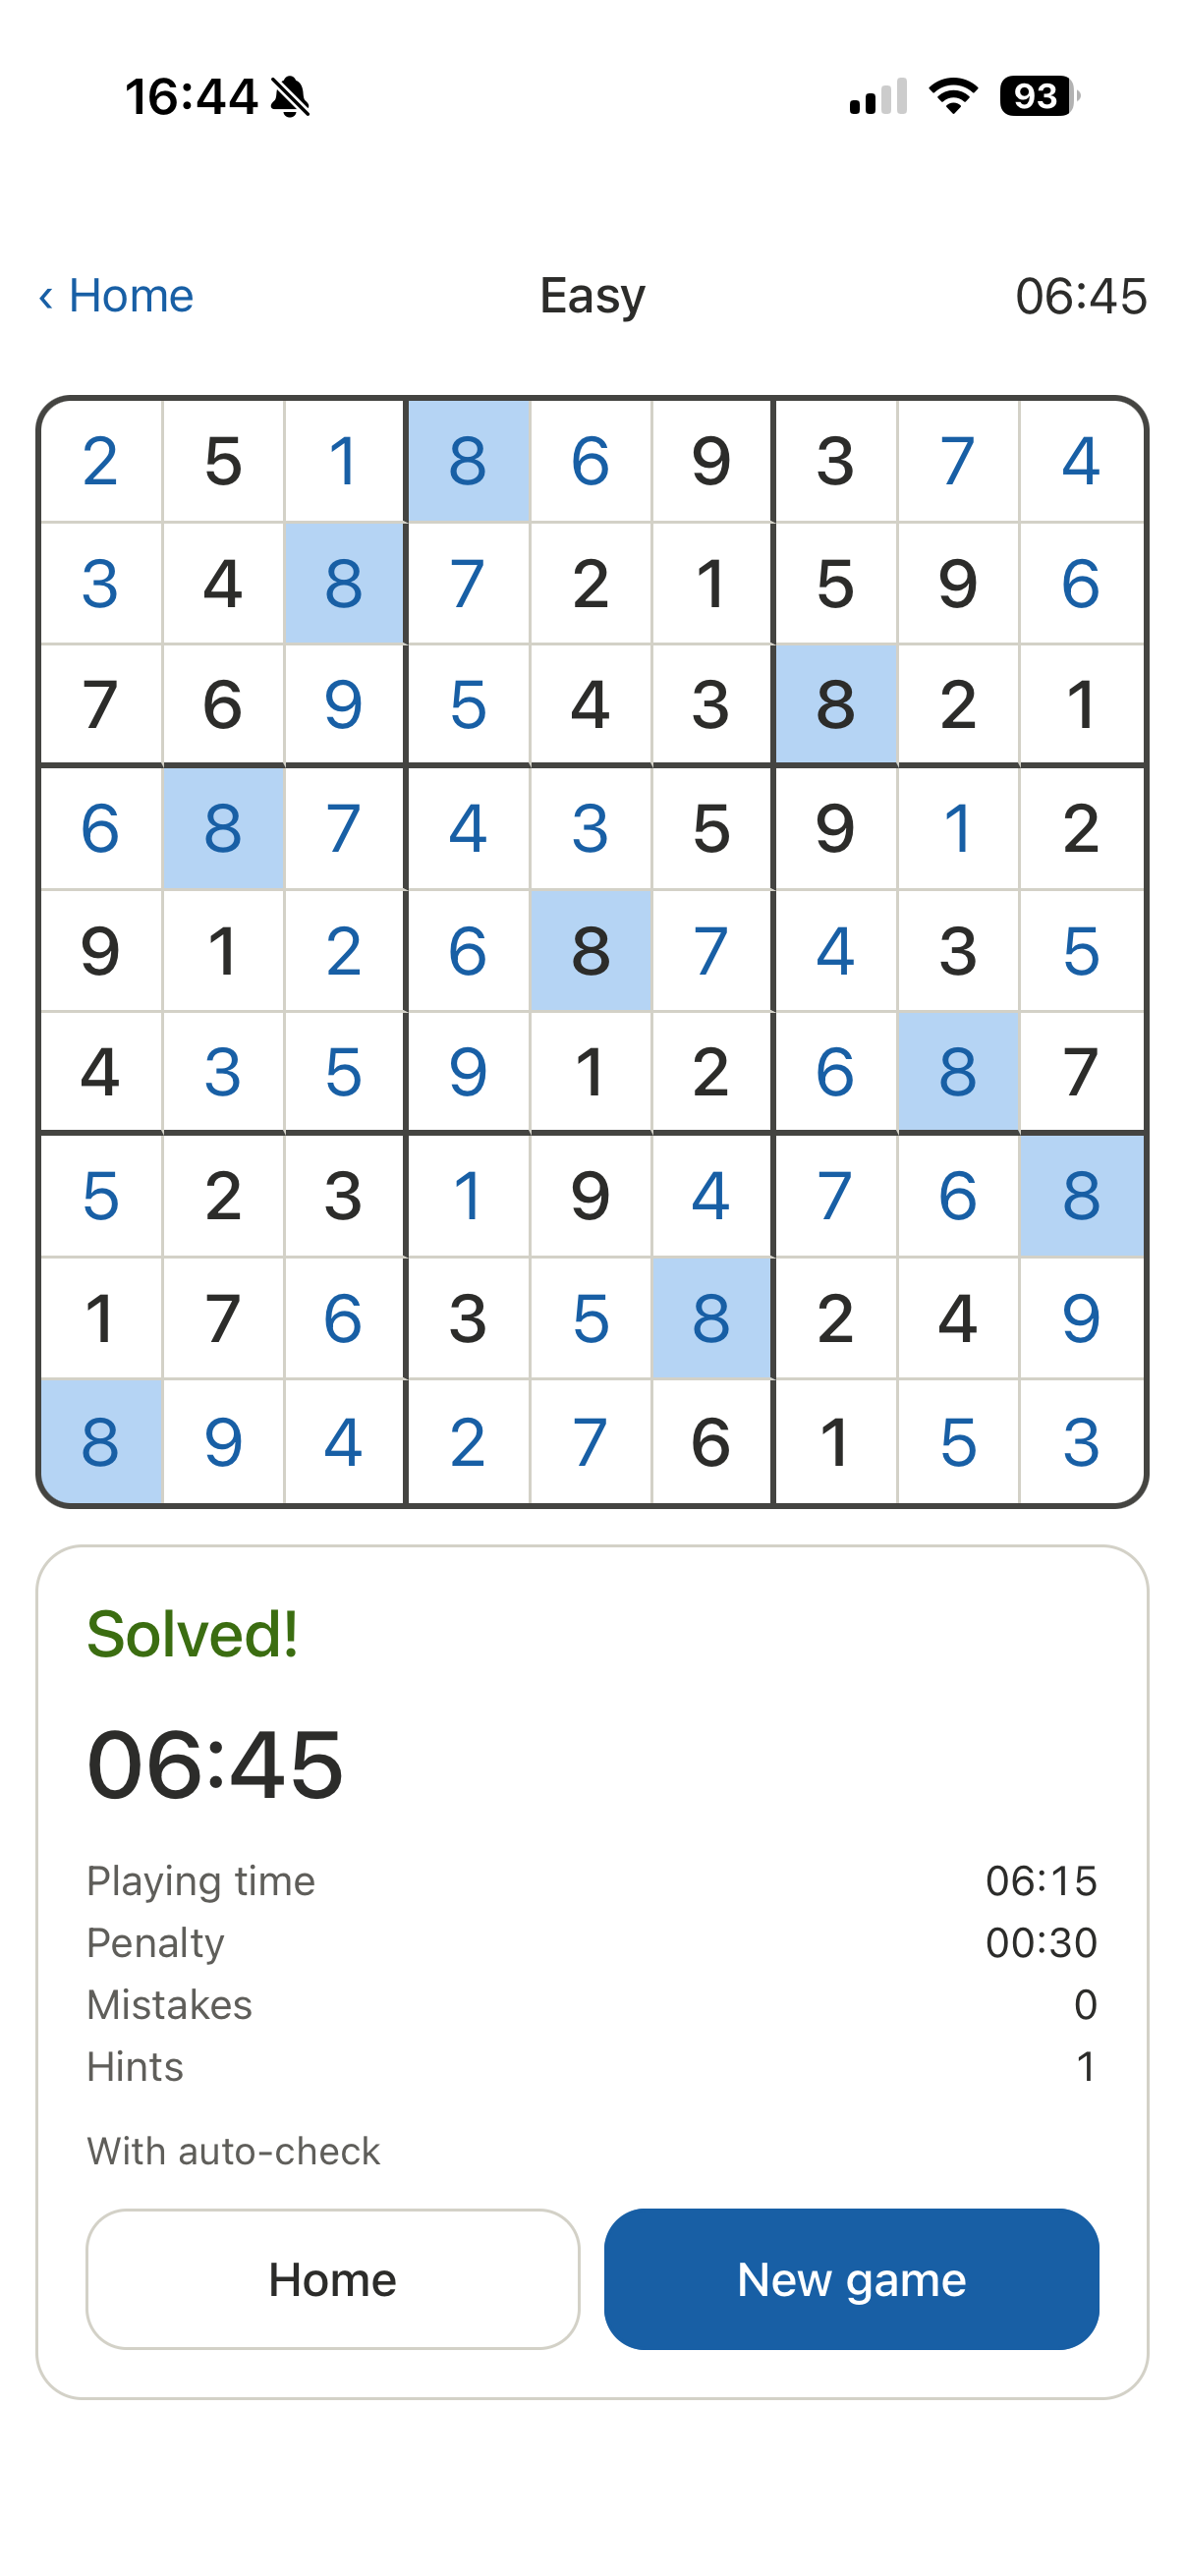 16:44 93
‹ Home Easy 06:45
2 5 1 8 6 9 3 7 4
3 4 8 7 2 1 5 9 6
7 6 9 5 4 3 8 2 1
6 8 7 4 3 5 9 1 2
9 1 2 6 8 7 4 3 5
4 3 5 9 1 2 6 8 7
5 2 3 1 9 4 7 6 8
1 7 6 3 5 8 2 4 9
8 9 4 2 7 6 1 5 3
Solved!
06:45
Playing time 06:15
Penalty 00:30
Mistakes 0
Hints 1
With auto-check
Home New game